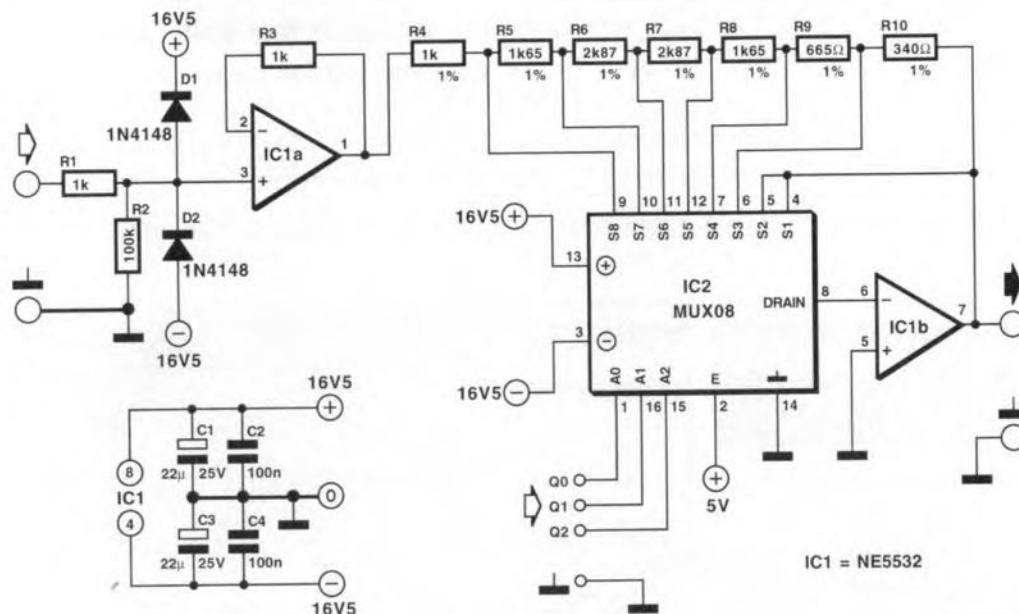 16V5
+
D1
1N4148
R1
1k
R2
100k
D2
1N4148
−
16V5
R3
1k
2
−
3
+
IC1a
1
R4
1k
1%
R5
1k65
1%
R6
2k87
1%
R7
2k87
1%
R8
1k65
1%
R9
665Ω
1%
R10
340Ω
1%
9 10 11 12 7 6 5 4
S8 S7 S6 S5 S4 S3 S2 S1
16V5 +
13
+
IC2
MUX08
DRAIN
8
3
−
16V5 −
A0 A1 A2 E
1 16 15 2 14
+
5V
Q0
Q1
Q2
6
−
5
+
IC1b
7
16V5
+
C1
22µ 25V
C2
100n
8
IC1
4
0
C3
22µ 25V
C4
100n
−
16V5
IC1 = NE5532